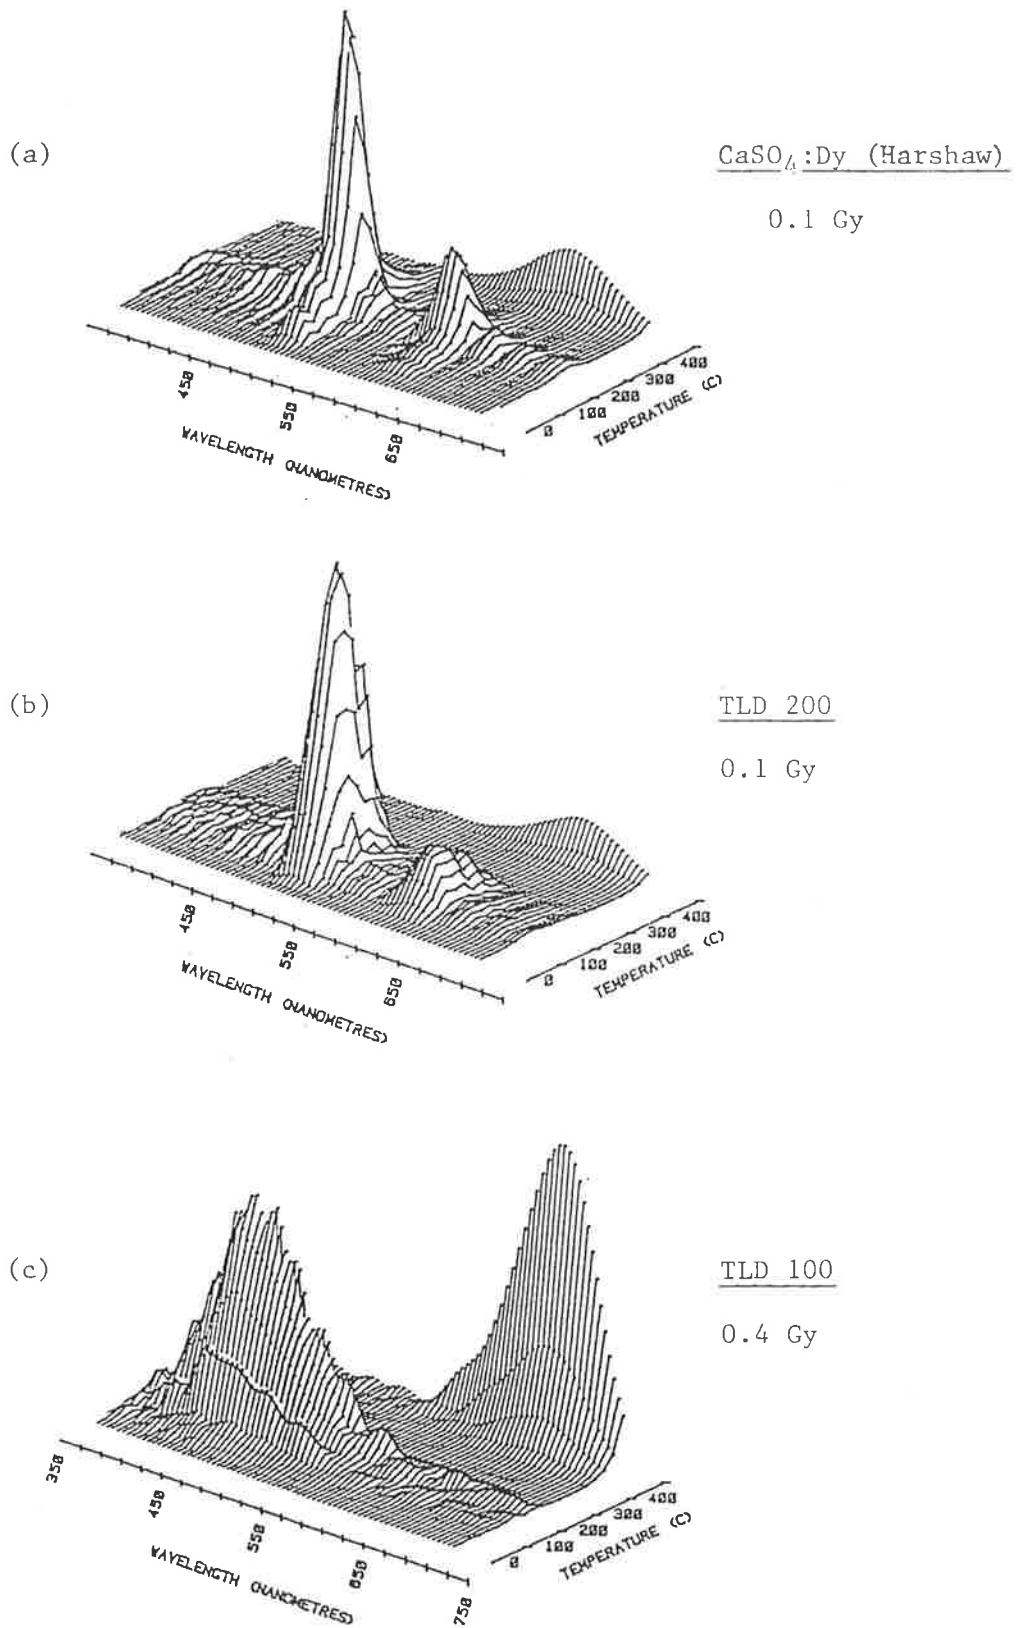 (a)
CaSO4:Dy (Harshaw)
0.1 Gy
450
550
650
WAVELENGTH (NANOMETRES)
0 100 200 300 400
TEMPERATURE (C)
(b)
TLD 200
0.1 Gy
450
550
650
WAVELENGTH (NANOMETRES)
0 100 200 300 400
TEMPERATURE (C)
(c)
TLD 100
0.4 Gy
350
450
550
650
750
WAVELENGTH (NANOMETRES)
0 100 200 300 400
TEMPERATURE (C)